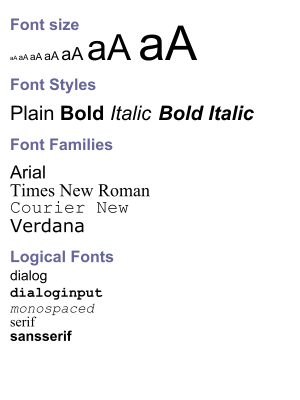 Font size
aA aA aA aA aA aA aA
Font Styles
Plain Bold Italic Bold Italic
Font Families
Arial
Times New Roman
Courier New
Verdana
Logical Fonts
dialog
dialoginput
monospaced
serif
sansserif